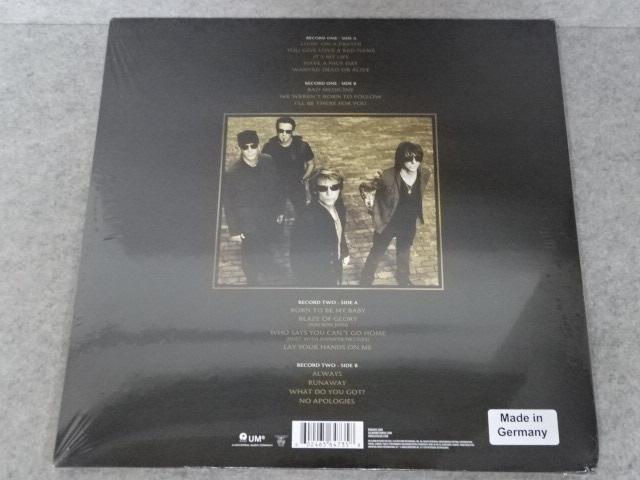 RECORD ONE - SIDE A
LIVIN' ON A PRAYER
YOU GIVE LOVE A BAD NAME
IT'S MY LIFE
HAVE A NICE DAY
WANTED DEAD OR ALIVE
RECORD ONE - SIDE B
BAD MEDICINE
WE WEREN'T BORN TO FOLLOW
I'LL BE THERE FOR YOU
RECORD TWO - SIDE A
BORN TO BE MY BABY
BLAZE OF GLORY
WHO SAYS YOU CAN'T GO HOME
LAY YOUR HANDS ON ME
RECORD TWO - SIDE B
ALWAYS
RUNAWAY
WHAT DO YOU GOT?
NO APOLOGIES
UMe
Made in
Germany